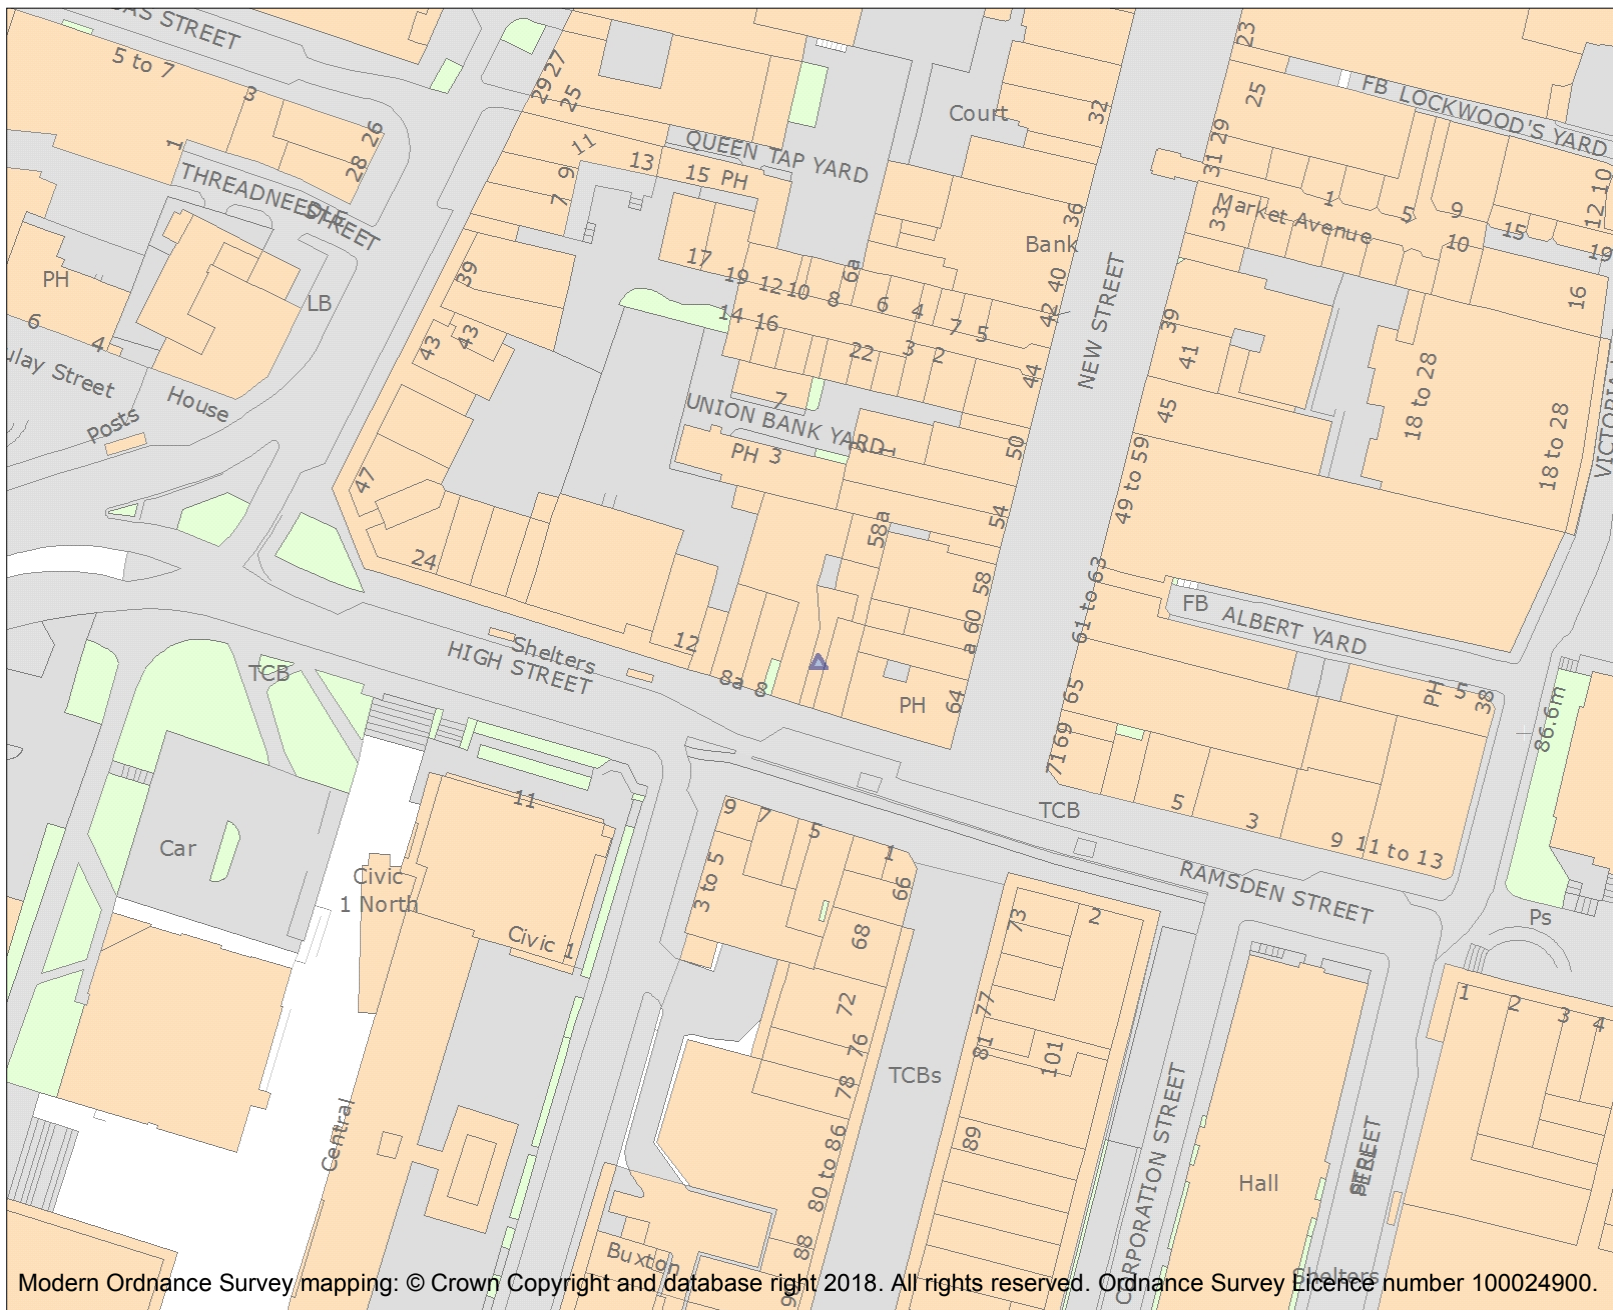 AS STREET
5 to 7
3
1
26
28
THREADNEEDLE
STREET
PH
6
4
ulay Street
Posts
House
LB
27
29
25
11
9
7
13
15 PH
QUEEN TAP YARD
Court
32
23
25
29
31
33
FB LOCKWOOD'S YARD
10
12
1
5
9
Market Avenue
10
15
19
16
36
Bank
40
42
NEW STREET
39
43
43
17
19
12
10
8
6a
6
4
7
5
14
16
22
3
2
44
39
41
45
18 to 28
18 to 28
VICTORIA
7
UNION BANK YARD
PH 3
1
50
49 to 59
47
24
54
58a
58
60
a
61 to 63
FB ALBERT YARD
12
Shelters
HIGH STREET
TCB
8a
8
PH
64
65
PH
5
38
86.6m
69
71
TCB
5
3
9
11 to 13
RAMSDEN STREET
11
Car
Civic
1 North
Civic 1
9
7
5
1
3 to 5
66
68
73
2
Ps
72
76
78
77
81
101
TCBs
80 to 86
89
88
90
1
2
3
4
Central
Hall
CORPORATION STREET
PEEL
STREET
Buxton
Shelters
Modern Ordnance Survey mapping: © Crown Copyright and database right 2018. All rights reserved. Ordnance Survey Licence number 100024900.